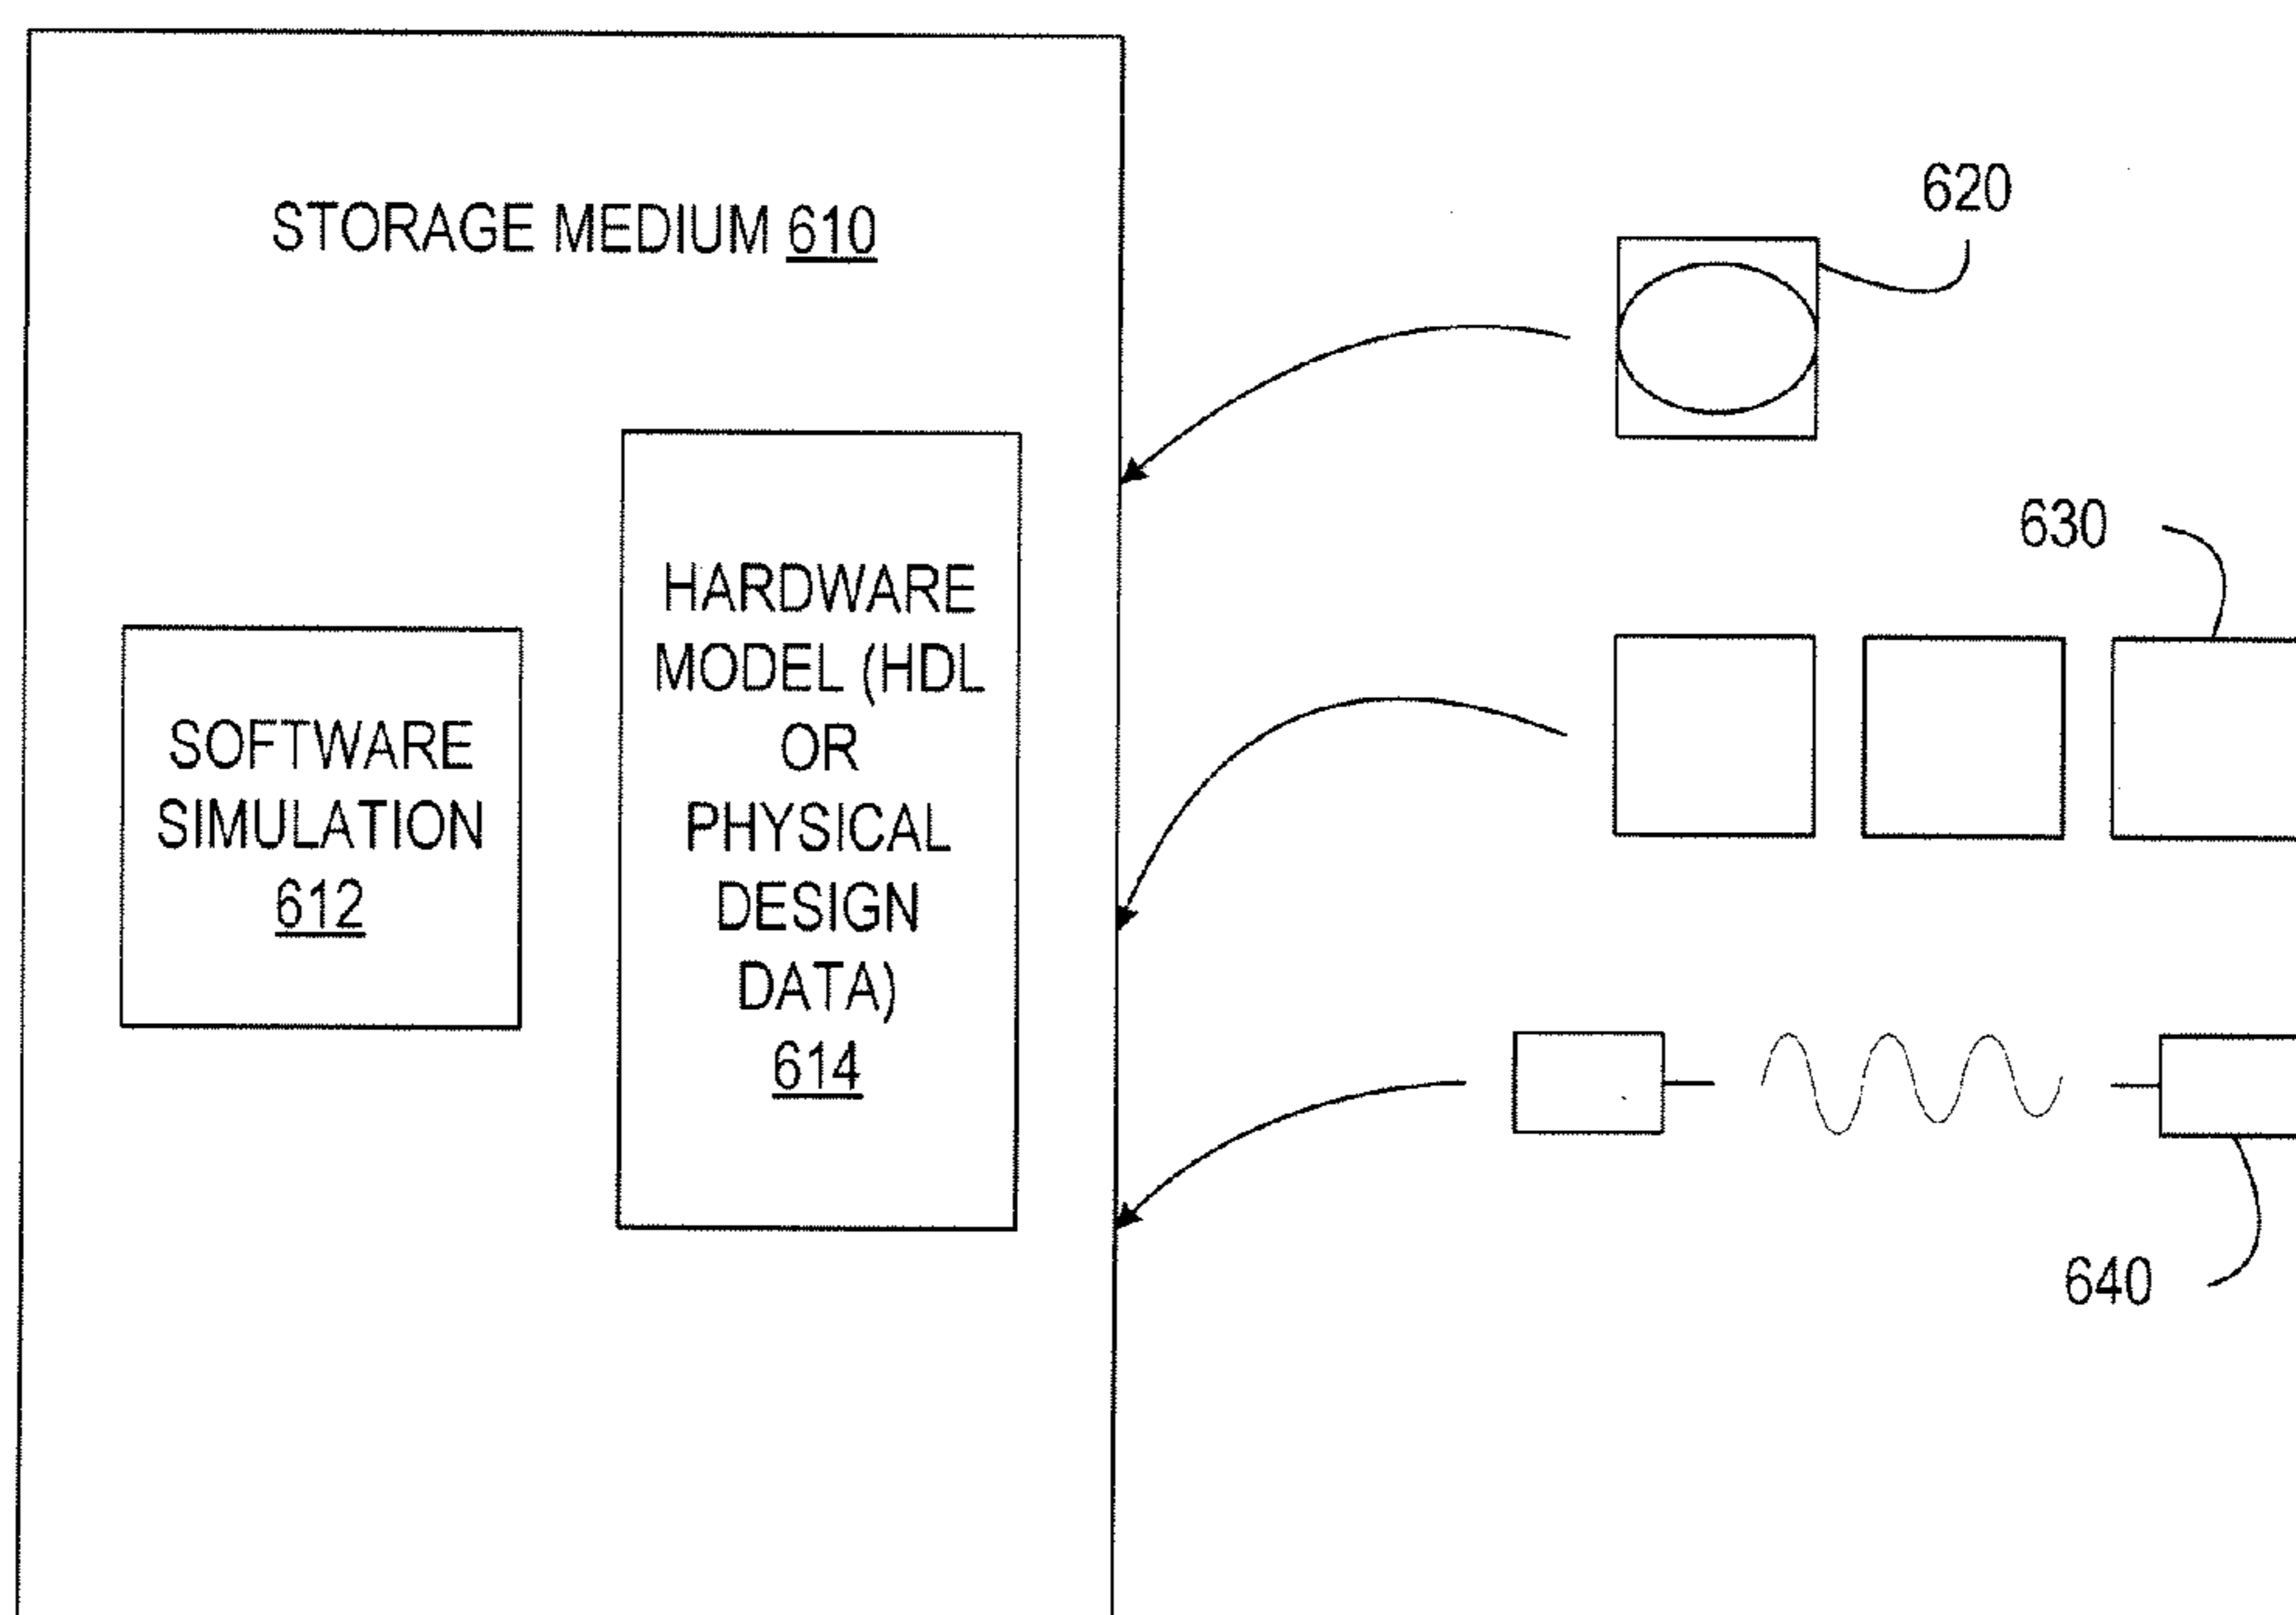 STORAGE MEDIUM 610
620
630
HARDWARE
MODEL (HDL
OR
PHYSICAL
DESIGN
DATA)
614
SOFTWARE
SIMULATION
612
640